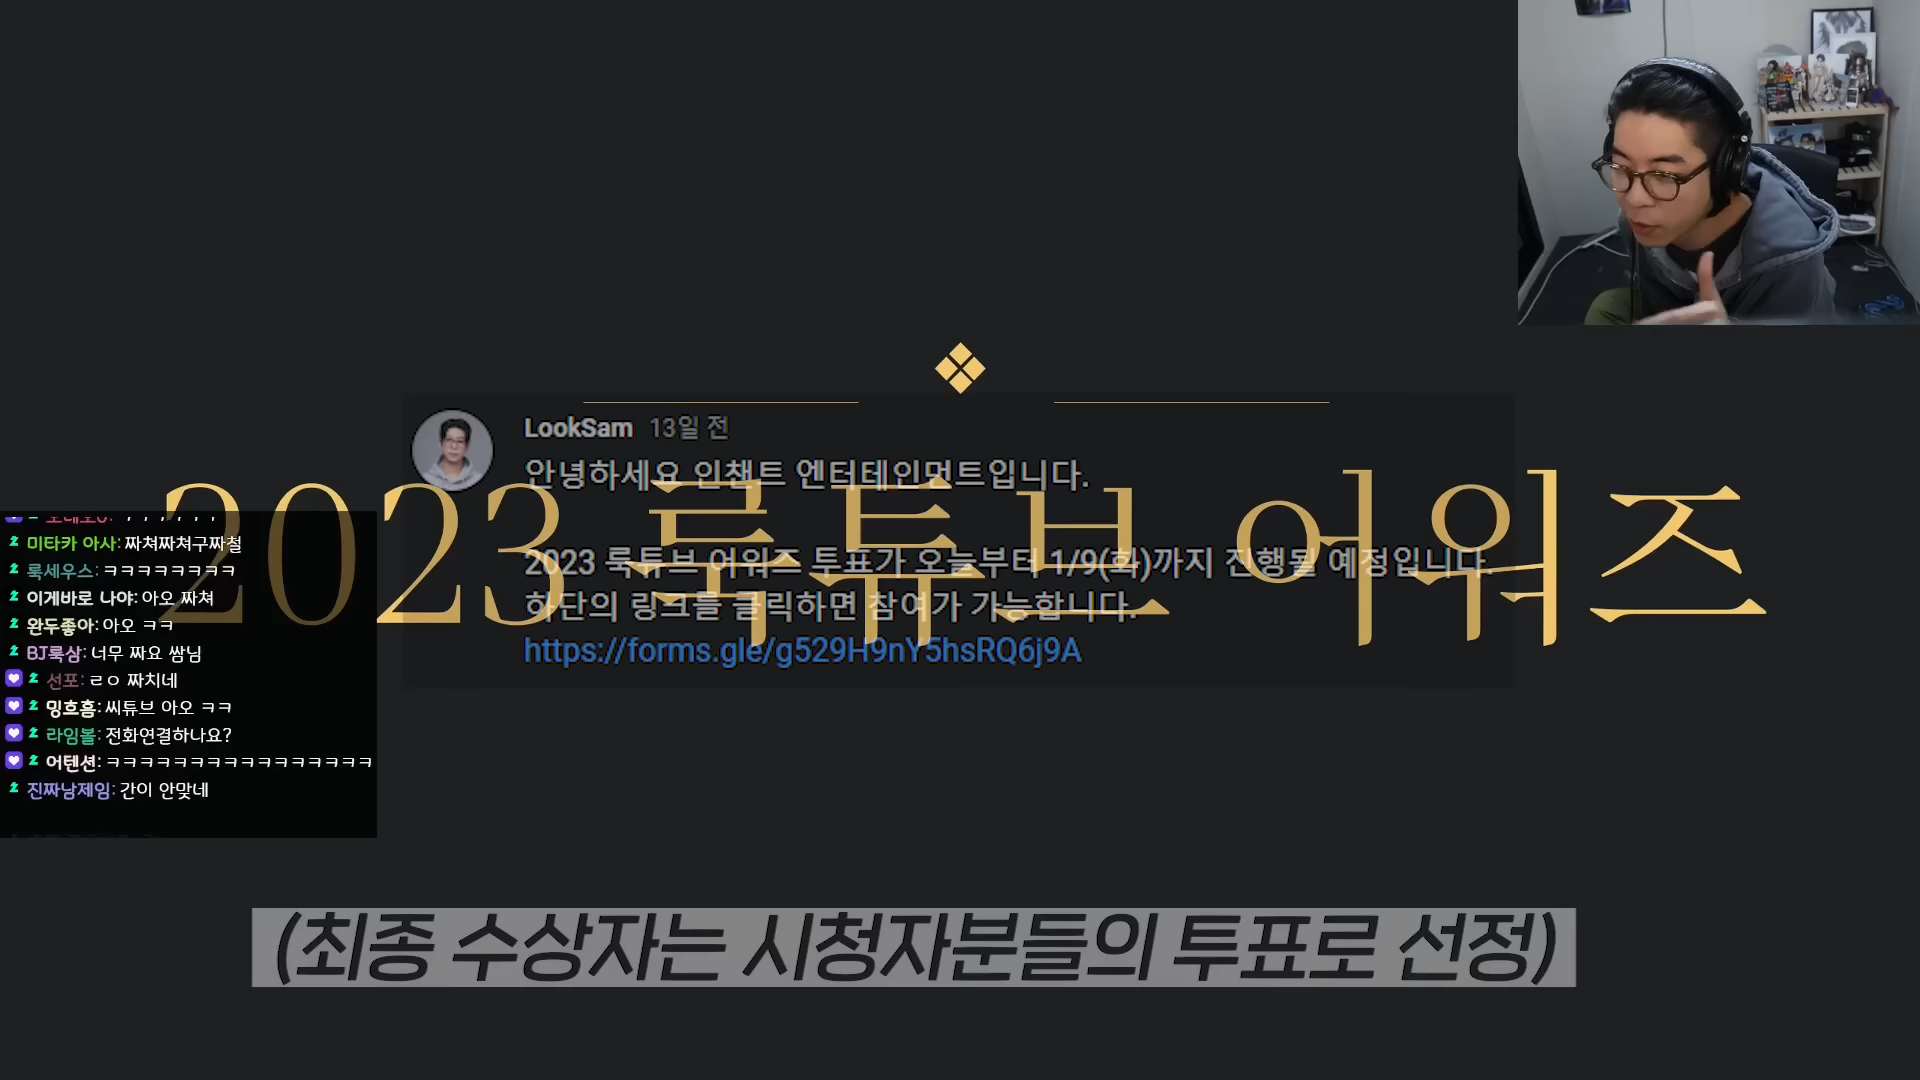 LookSam 13일 전
안녕하세요 인챈트 엔터테인먼트입니다.
2023 룩튜브 어워즈
2023 룩튜브 어워즈 투표가 오늘부터 1/9(화)까지 진행될 예정입니다.
하단의 링크를 클릭하면 참여가 가능합니다.
https://forms.gle/g529H9nY5hsRQ6j9A
미타카 아사: 짜쳐짜쳐구짜철
룩세우스: ㅋㅋㅋㅋㅋㅋㅋㅋ
이게바로 나야: 아오 짜쳐
완두좋아: 아오 ㅋㅋ
BJ룩삼: 너무 짜요 쌈님
선포: ㄹㅇ 짜치네
밍흐흠: 씨튜브 아오 ㅋㅋ
라임볼: 전화연결하나요?
어텐션: ㅋㅋㅋㅋㅋㅋㅋㅋㅋㅋㅋㅋㅋㅋㅋㅋ
진짜남제임: 간이 안맞네
(최종 수상자는 시청자분들의 투표로 선정)